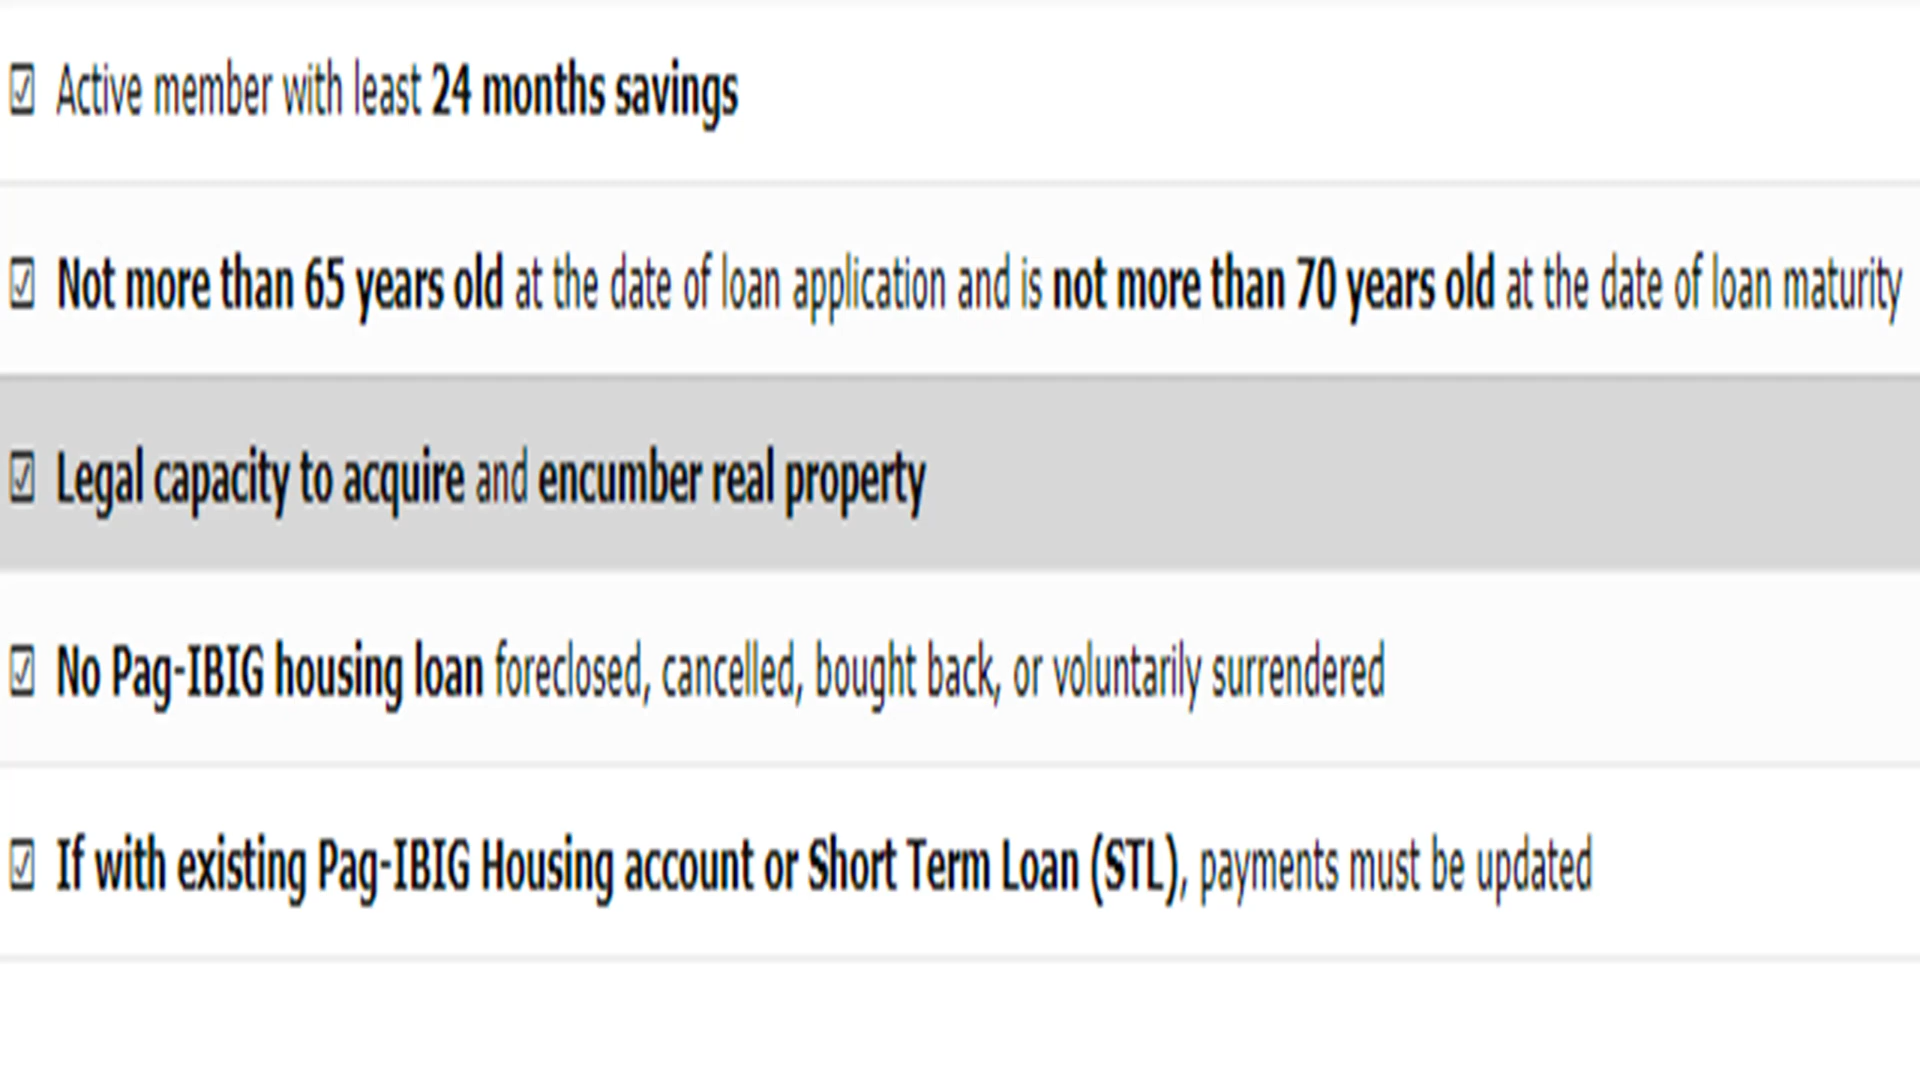 ☑ Active member with least 24 months savings
☑ Not more than 65 years old at the date of loan application and is not more than 70 years old at the date of loan maturity
☑ Legal capacity to acquire and encumber real property
☑ No Pag-IBIG housing loan foreclosed, cancelled, bought back, or voluntarily surrendered
☑ If with existing Pag-IBIG Housing account or Short Term Loan (STL), payments must be updated